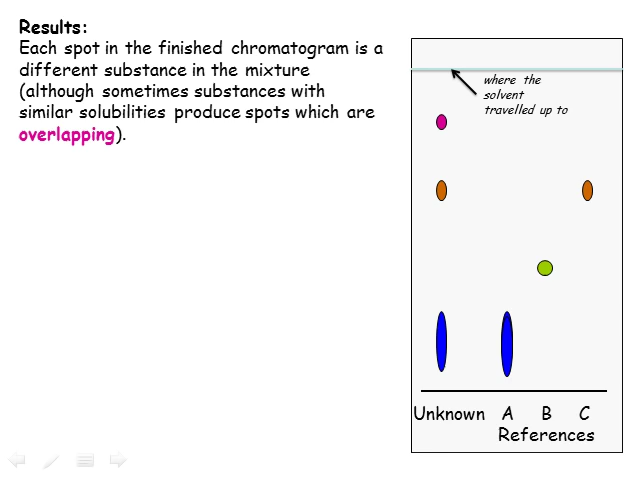 Results:
Each spot in the finished chromatogram is a
different substance in the mixture
(although sometimes substances with
similar solubilities produce spots which are
overlapping).
where the
solvent
travelled up to
Unknown A B C
References